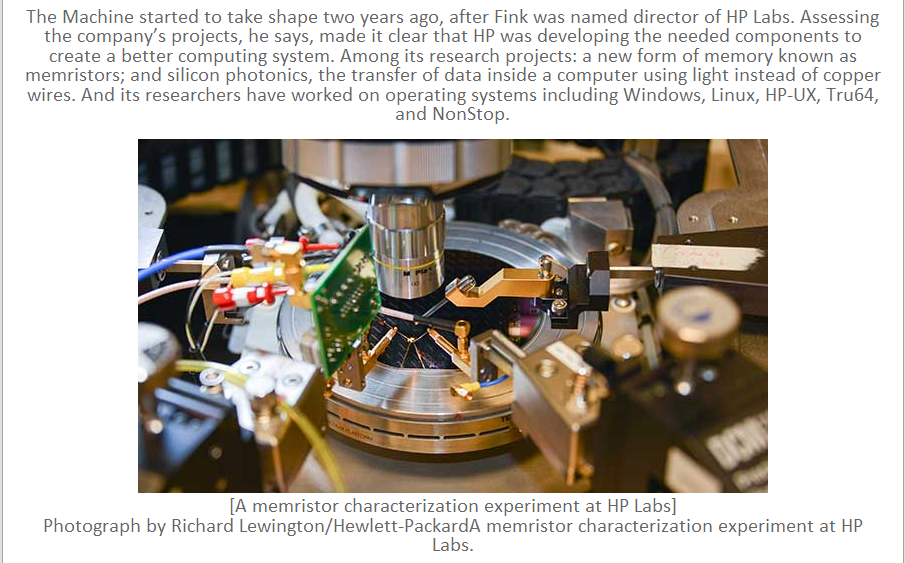 The Machine started to take shape two years ago, after Fink was named director of HP Labs. Assessing
the company's projects, he says, made it clear that HP was developing the needed components to
create a better computing system. Among its research projects: a new form of memory known as
memristors; and silicon photonics, the transfer of data inside a computer using light instead of copper
wires. And its researchers have worked on operating systems including Windows, Linux, HP-UX, Tru64,
and NonStop.
[A memristor characterization experiment at HP Labs]
Photograph by Richard Lewington/Hewlett-PackardA memristor characterization experiment at HP
Labs.